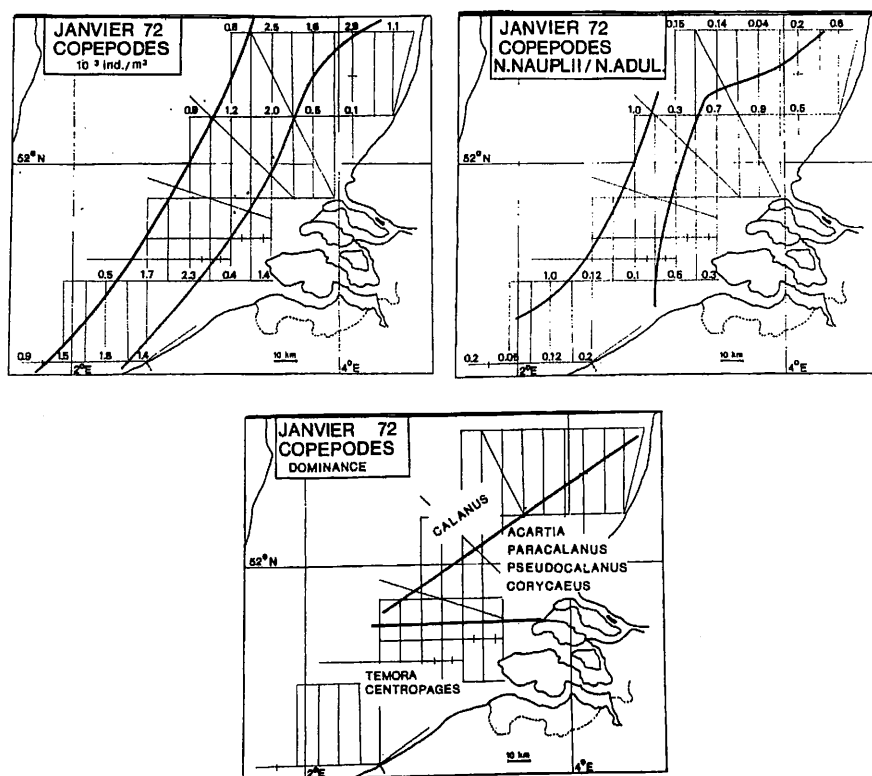 JANVIER 72
COPEPODES
10⁻³ ind./m³
0.8 2.5 1.6 2.9 1.1
0.9 1.2 2.0 0.5 0.1
52°N
0.5 1.7 2.3 0.4 1.4
0.9 1.5 1.8 1.4
2°E
10 km
4°E
JANVIER 72
COPEPODES
N.NAUPLII / N.ADUL.
0.15 0.14 0.04 0.2 0.6
1.0 0.3 0.7 0.9 0.5
52°N
1.0 0.12 0.1 0.3
0.2 0.12 0.2
2°E
10 km
4°E
JANVIER 72
COPEPODES
DOMINANCE
CALANUS
ACARTIA
PARACALANUS
PSEUDOCALANUS
CORYCAEUS
52°N
TEMORA
CENTROPAGES
2°E
10 km
4°E